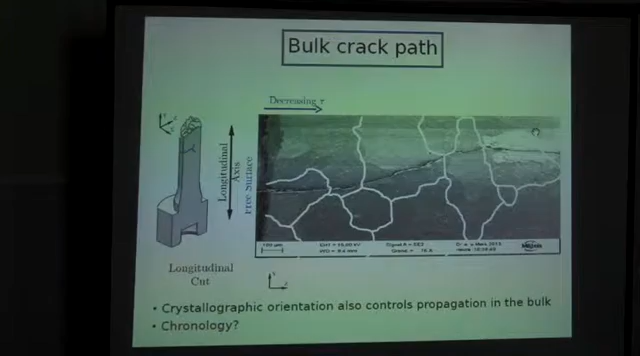 Bulk crack path
Decreasing τ
Longitudinal
Axis
Free Surface
Longitudinal
Cut
• Crystallographic orientation also controls propagation in the bulk
• Chronology?